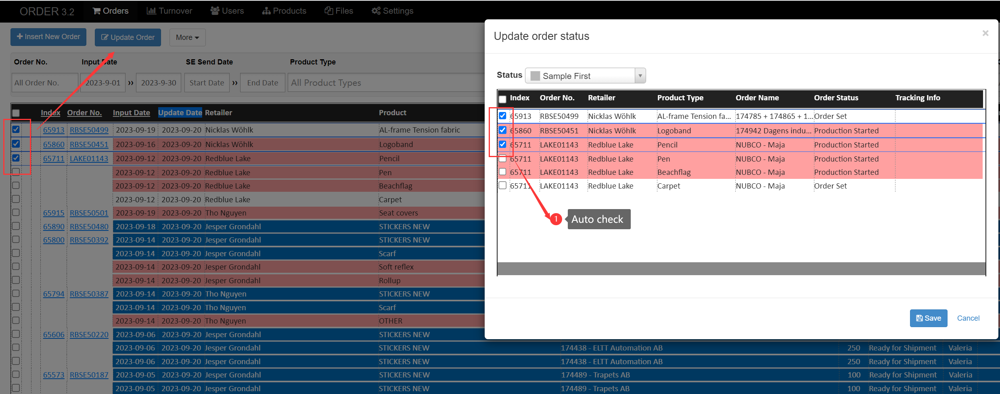 ORDER 3.2 Orders Turnover Users Products Files Settings
Insert New Order Update Order More
Order No. Input Date SE Send Date Product Type
All Order No. 2023-9-01 » 2023-9-30 Start Date » End Date All Product Types
Index Order No. Input Date Update Date Retailer Product
65913 RBSE50499 2023-09-19 2023-09-20 Nicklas Wöhlk AL-frame Tension fabric
65860 RBSE50451 2023-09-16 2023-09-20 Nicklas Wöhlk Logoband
65711 LAKE01143 2023-09-12 2023-09-20 Redblue Lake Pencil
2023-09-12 2023-09-20 Redblue Lake Pen
2023-09-12 2023-09-20 Redblue Lake Beachflag
2023-09-12 2023-09-20 Redblue Lake Carpet
65915 RBSE50501 2023-09-19 2023-09-20 Tho Nguyen Seat covers
65890 RBSE50480 2023-09-18 2023-09-20 Jesper Grondahl STICKERS NEW
65800 RBSE50392 2023-09-14 2023-09-20 Jesper Grondahl STICKERS NEW
2023-09-14 2023-09-20 Jesper Grondahl Scarf
2023-09-14 2023-09-20 Jesper Grondahl Soft reflex
2023-09-14 2023-09-20 Jesper Grondahl Rollup
65794 RBSE50387 2023-09-14 2023-09-20 Tho Nguyen STICKERS NEW
2023-09-14 2023-09-20 Tho Nguyen Scarf
2023-09-14 2023-09-20 Tho Nguyen OTHER
65606 RBSE50220 2023-09-06 2023-09-20 Jesper Grondahl STICKERS NEW
2023-09-06 2023-09-20 Jesper Grondahl STICKERS NEW 174438 - ELTT Automation AB 250 Ready for Shipment Valeria
2023-09-06 2023-09-20 Jesper Grondahl STICKERS NEW 174438 - ELTT Automation AB 250 Ready for Shipment Valeria
65573 RBSE50187 2023-09-05 2023-09-20 Jesper Grondahl STICKERS NEW 174489 - Trapets AB 100 Ready for Shipment Valeria
2023-09-05 2023-09-20 Jesper Grondahl STICKERS NEW 174489 - Trapets AB 100 Ready for Shipment Valeria
Update order status ×
Status Sample First
Index Order No. Retailer Product Type Order Name Order Status Tracking Info
65913 RBSE50499 Nicklas Wöhlk AL-frame Tension fa... 174785 + 174865 + 1... Order Set
65860 RBSE50451 Nicklas Wöhlk Logoband 174942 Dagens indu... Production Started
65711 LAKE01143 Redblue Lake Pencil NUBCO - Maja Production Started
65711 LAKE01143 Redblue Lake Pen NUBCO - Maja Production Started
65711 LAKE01143 Redblue Lake Beachflag NUBCO - Maja Production Started
65711 LAKE01143 Redblue Lake Carpet NUBCO - Maja Order Set
1 Auto check
Save Cancel